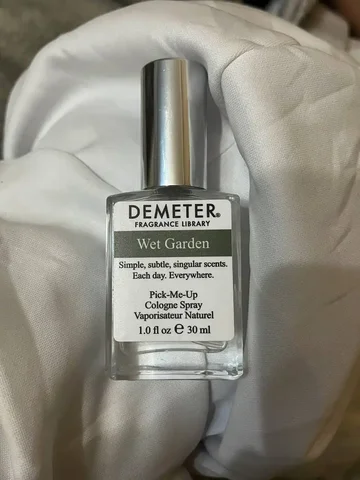 DEMETER®
FRAGRANCE LIBRARY
Wet Garden
Simple, subtle, singular scents.
Each day. Everywhere.
Pick-Me-Up
Cologne Spray
Vaporisateur Naturel
1.0 fl oz ℮ 30 ml